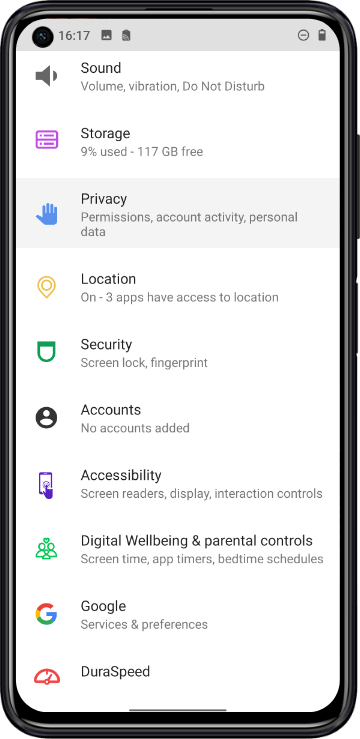 16:17
Sound
Volume, vibration, Do Not Disturb
Storage
9% used - 117 GB free
Privacy
Permissions, account activity, personal
data
Location
On - 3 apps have access to location
Security
Screen lock, fingerprint
Accounts
No accounts added
Accessibility
Screen readers, display, interaction controls
Digital Wellbeing & parental controls
Screen time, app timers, bedtime schedules
Google
Services & preferences
DuraSpeed